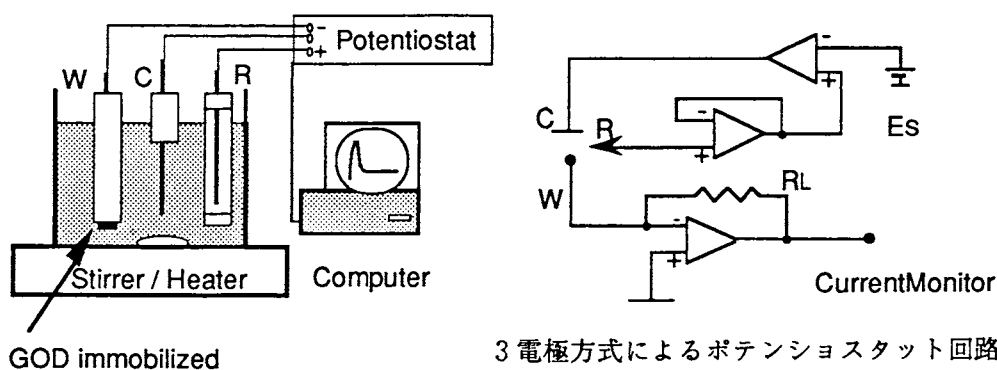 Potentiostat
-
+
W
C
R
Stirrer / Heater
Computer
GOD immobilized
-
+
Es
C
R
-
+
W
RL
-
+
CurrentMonitor
3電極方式によるポテンショスタット回路